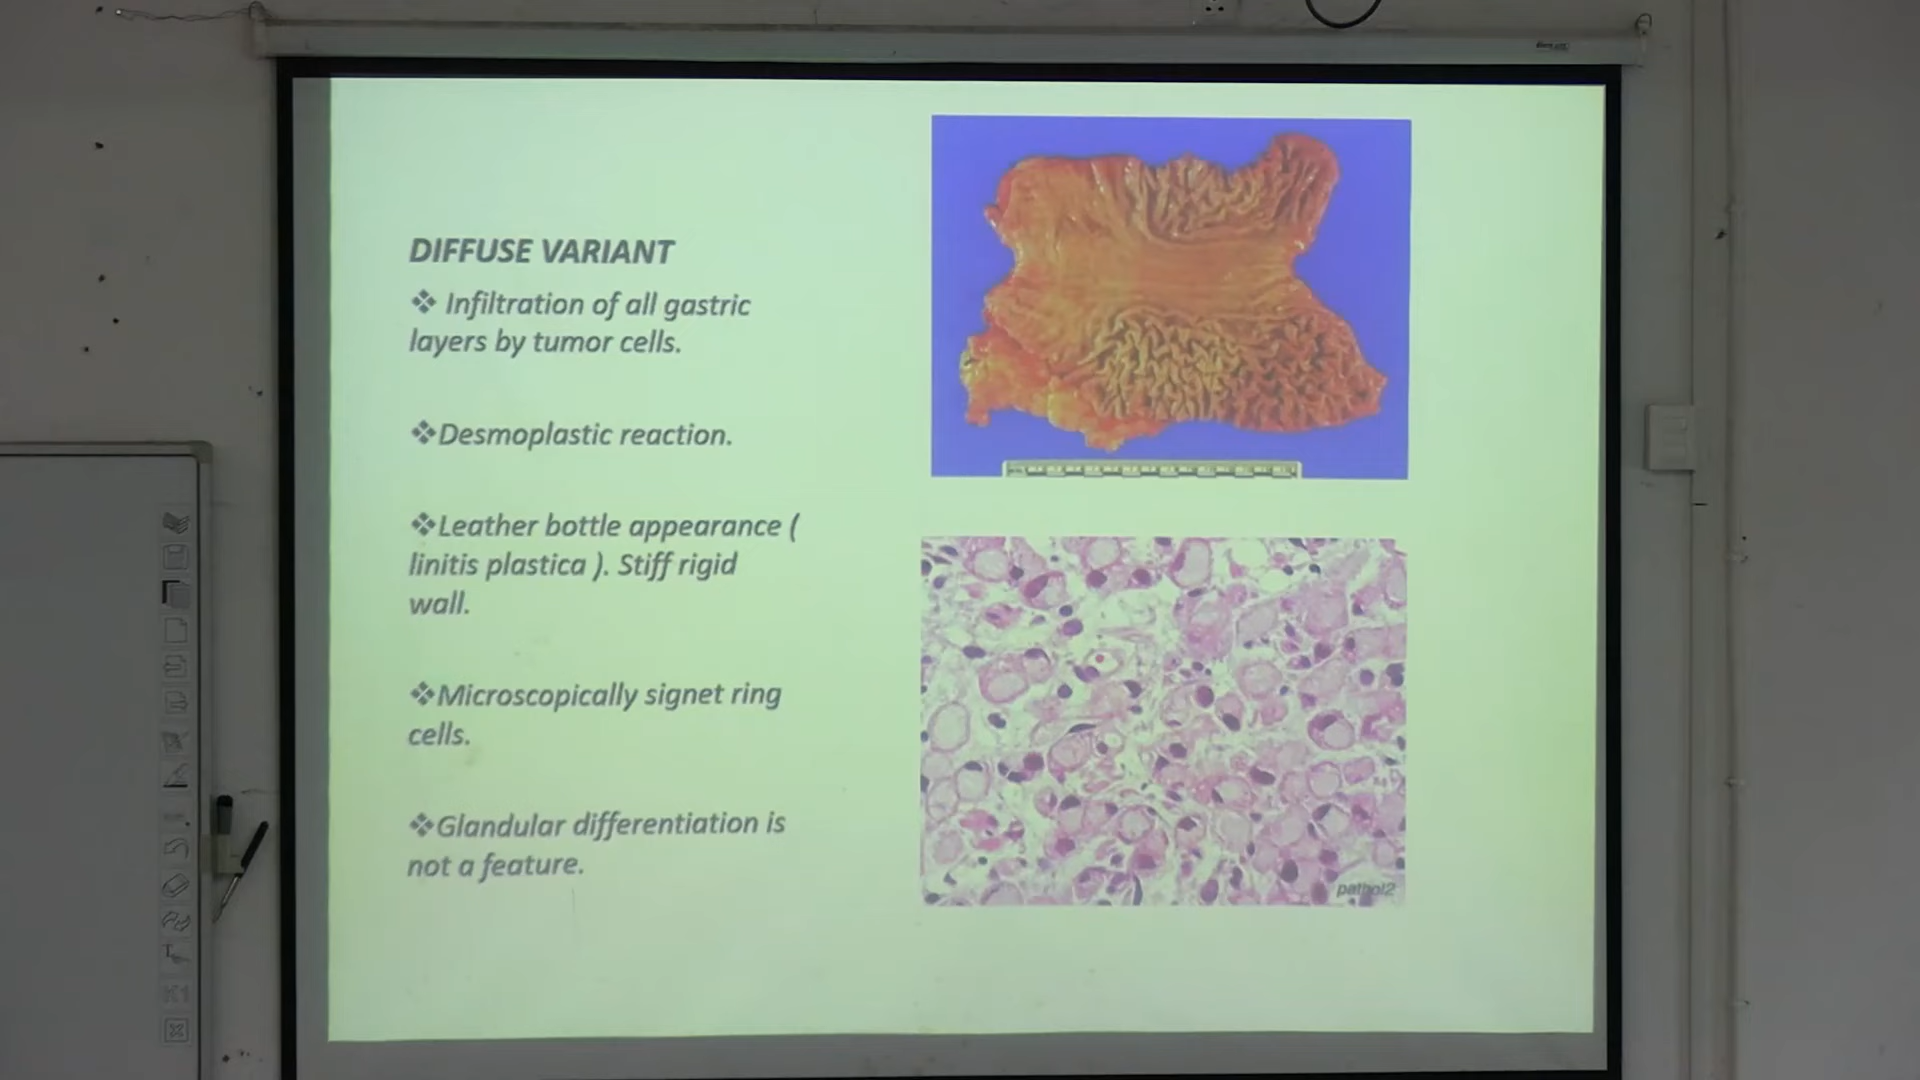 DIFFUSE VARIANT
❖ Infiltration of all gastric
layers by tumor cells.
❖Desmoplastic reaction.
❖Leather bottle appearance (
linitis plastica ). Stiff rigid
wall.
❖Microscopically signet ring
cells.
❖Glandular differentiation is
not a feature.
pathol2